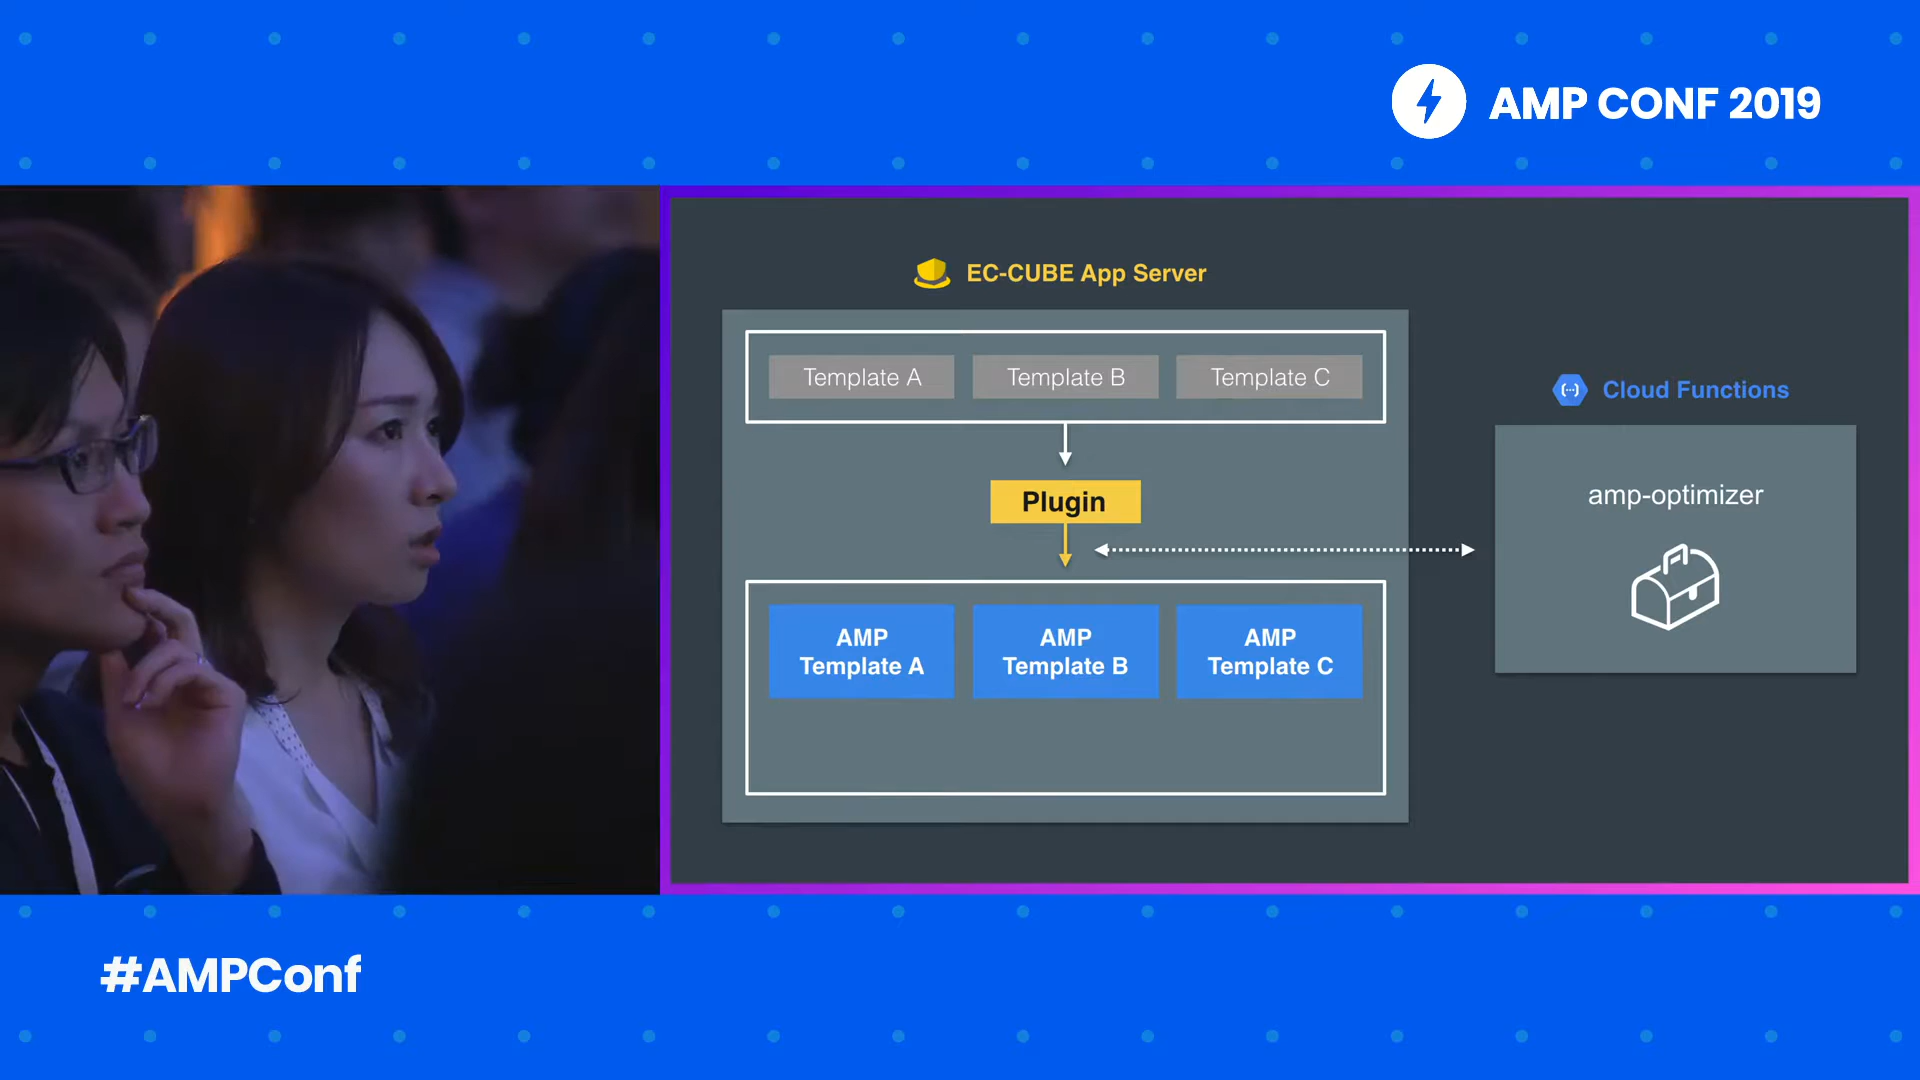 AMP CONF 2019
EC-CUBE App Server
Template A
Template B
Template C
Plugin
AMP
Template A
AMP
Template B
AMP
Template C
Cloud Functions
amp-optimizer
#AMPConf